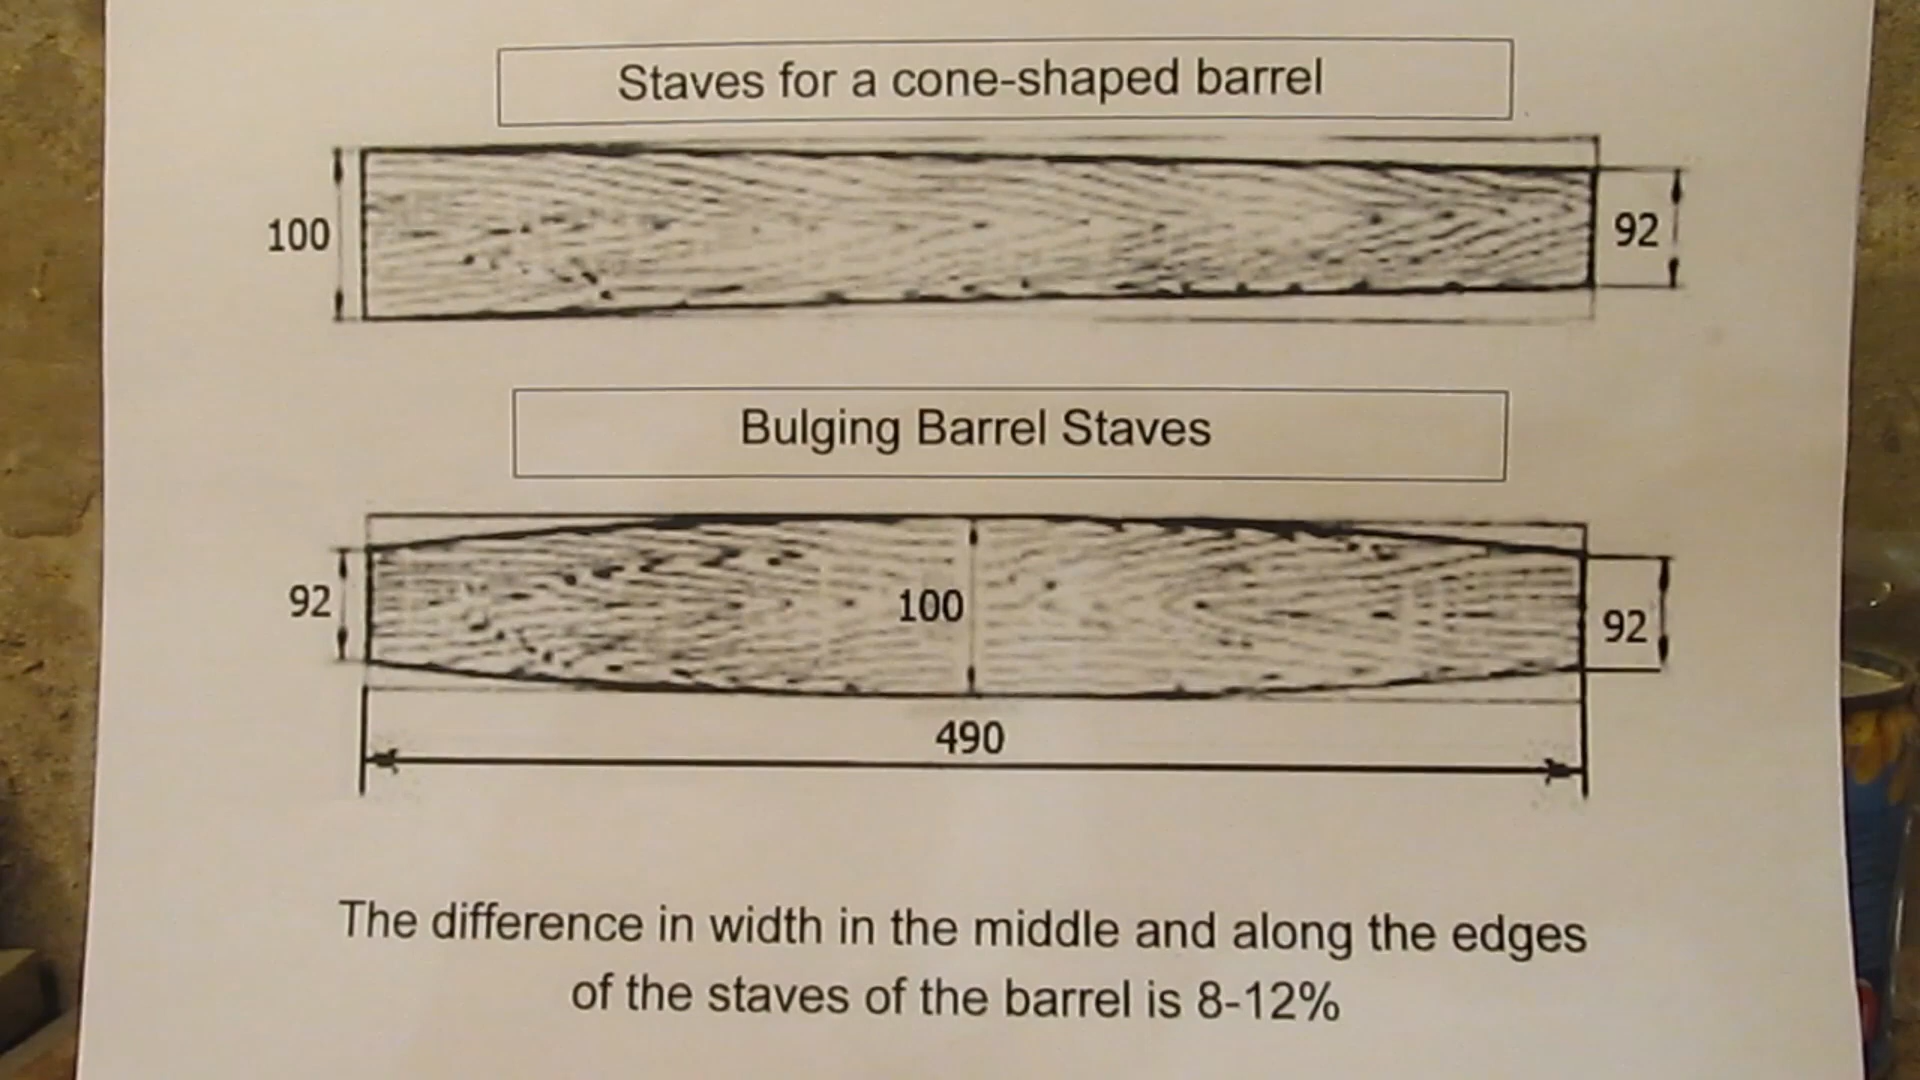 Staves for a cone-shaped barrel
100
92
Bulging Barrel Staves
92
100
92
490
The difference in width in the middle and along the edges
of the staves of the barrel is 8-12%